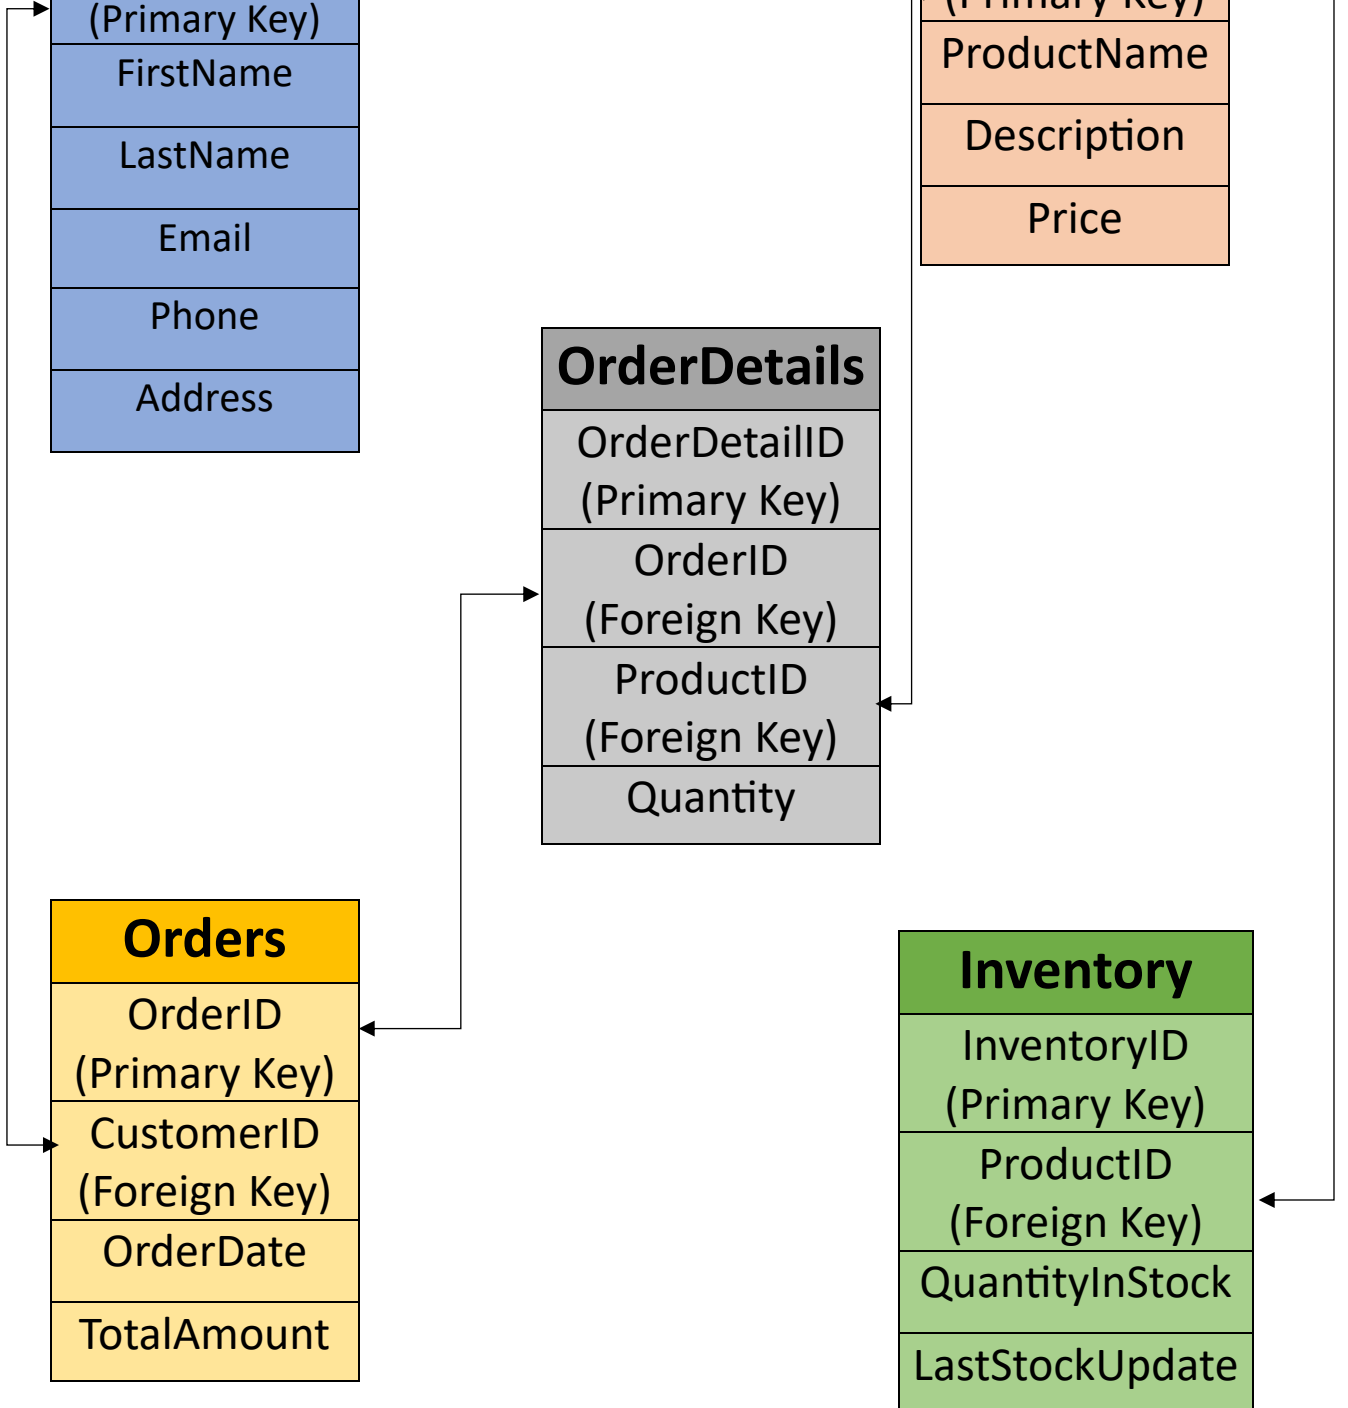 (Primary Key)
FirstName
LastName
Email
Phone
Address
(Primary Key)
ProductName
Description
Price
OrderDetails
OrderDetailID
(Primary Key)
OrderID
(Foreign Key)
ProductID
(Foreign Key)
Quantity
Orders
OrderID
(Primary Key)
CustomerID
(Foreign Key)
OrderDate
TotalAmount
Inventory
InventoryID
(Primary Key)
ProductID
(Foreign Key)
QuantityInStock
LastStockUpdate